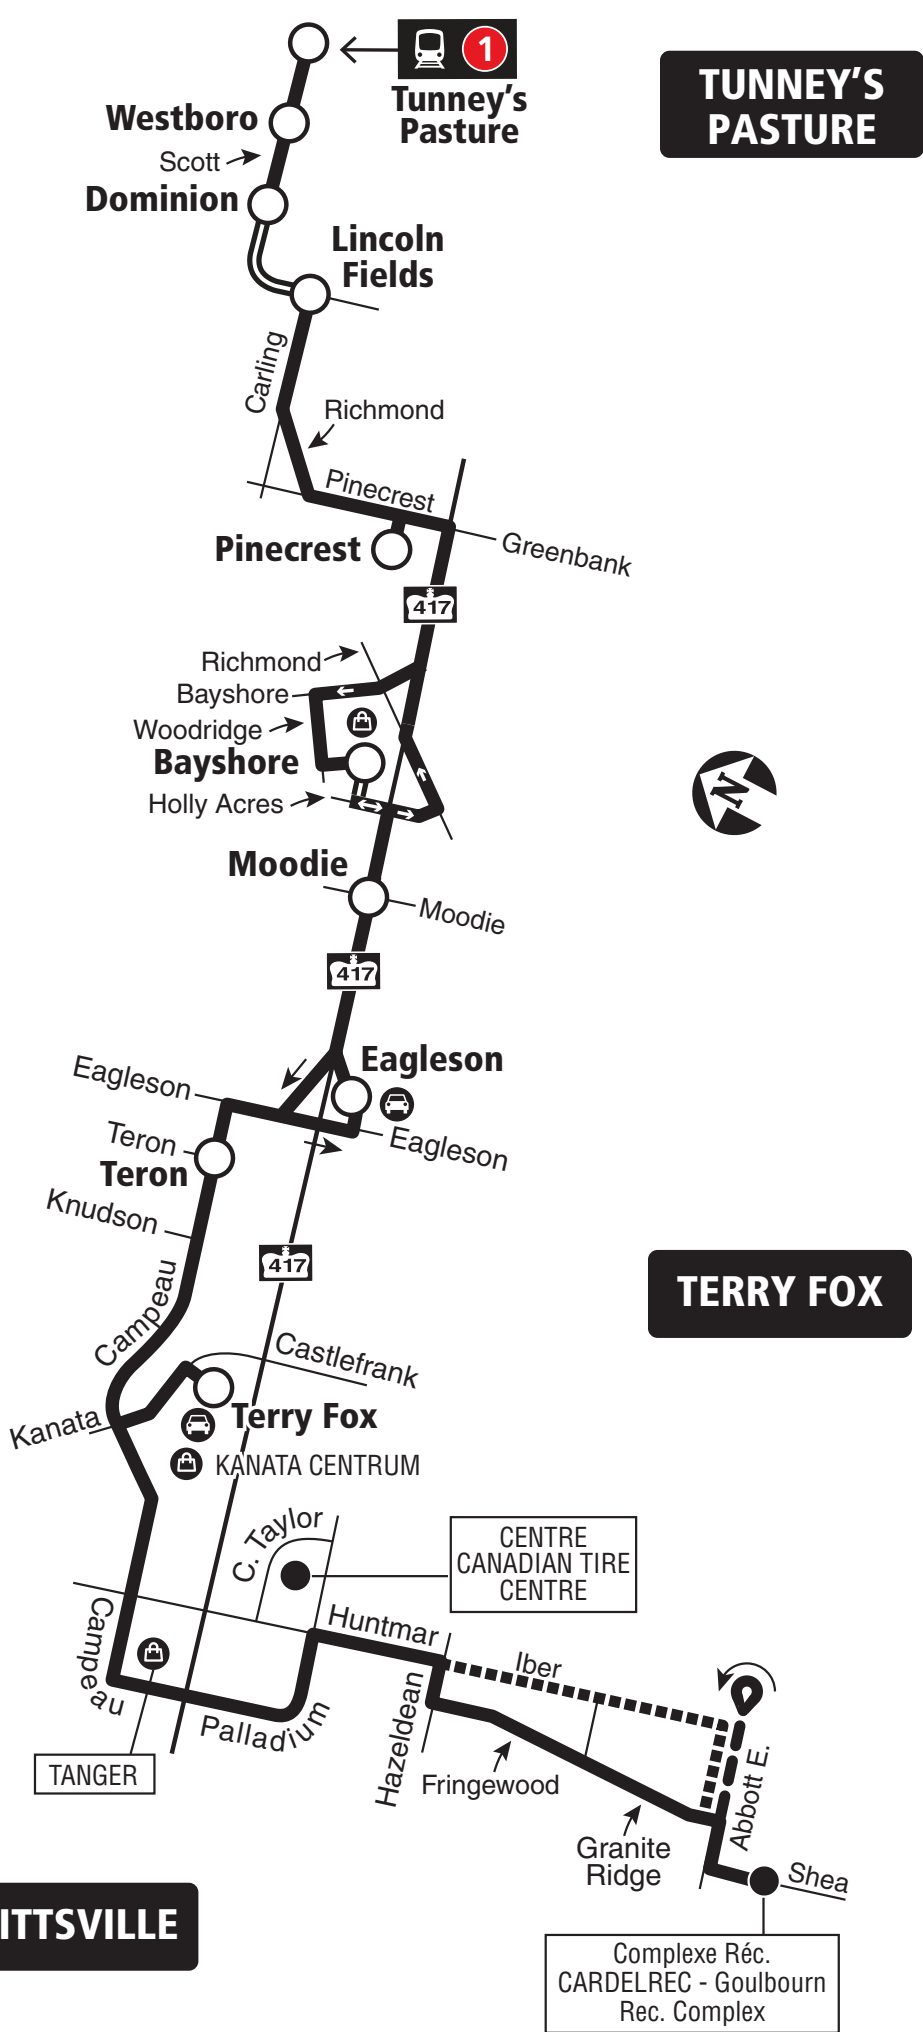 1
Tunney's
Pasture
TUNNEY'S
PASTURE
Westboro
Scott
Dominion
Lincoln
Fields
Carling
Richmond
Pinecrest
Pinecrest
Greenbank
417
Richmond
Bayshore
Woodridge
Bayshore
Holly Acres
N
Moodie
Moodie
417
Eagleson
Eagleson
Teron
Teron
Eagleson
Knudson
417
Campeau
TERRY FOX
Castlefrank
Kanata
Terry Fox
KANATA CENTRUM
C. Taylor
CENTRE
CANADIAN TIRE
CENTRE
Campeau
Huntmar
Iber
Palladium
Hazeldean
TANGER
Fringewood
Abbott E.
Granite
Ridge
Shea
ITTSVILLE
Complexe Réc.
CARDELREC - Goulbourn
Rec. Complex